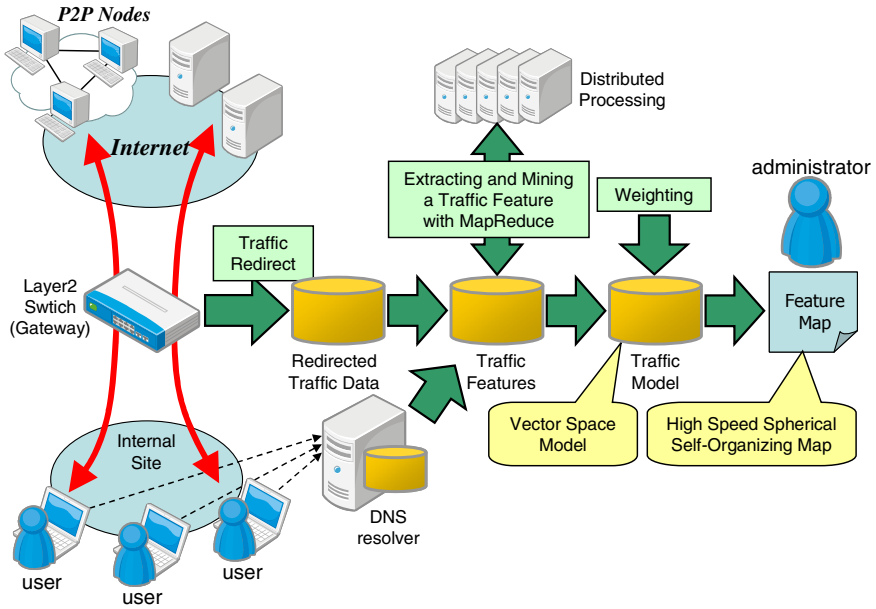 P2P Nodes
Internet
Distributed
Processing
Extracting and Mining
a Traffic Feature
with MapReduce
Weighting
administrator
Traffic
Redirect
Layer2
Swtich
(Gateway)
Feature
Map
Redirected
Traffic Data
Traffic
Features
Traffic
Model
Vector Space
Model
High Speed Spherical
Self-Organizing Map
Internal
Site
DNS
resolver
user
user
user